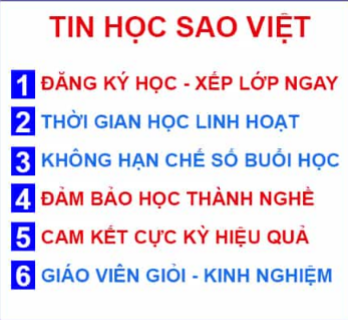 TIN HỌC SAO VIỆT
1 ĐĂNG KÝ HỌC - XẾP LỚP NGAY
2 THỜI GIAN HỌC LINH HOẠT
3 KHÔNG HẠN CHẾ SỐ BUỔI HỌC
4 ĐẢM BẢO HỌC THÀNH NGHỀ
5 CAM KẾT CỰC KỲ HIỆU QUẢ
6 GIÁO VIÊN GIỎI - KINH NGHIỆM